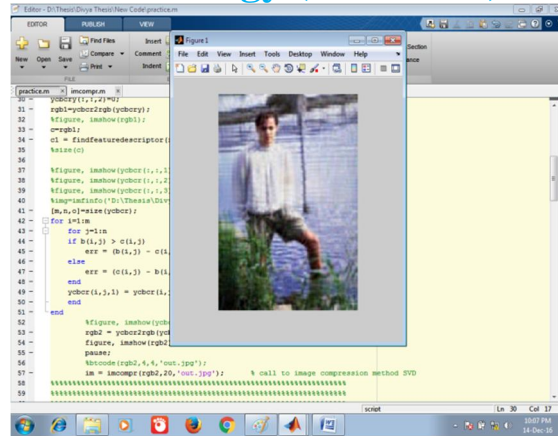 Editor - D:\Thesis\Divya Thesis\New Code\practice.m
EDITOR PUBLISH VIEW
New Open Save
Find Files
Compare
Print
Insert
Comment
Indent
FILE
Section
practice.m × imcompr.m ×
30 - ycbcry(:,:,2)=0;
31 - rgb1=ycbcr2rgb(ycbcry);
32 %figure, imshow(rgb1);
33 - c=rgb1;
34 - c1 = findfeaturedescriptor(
35 %size(c)
36
37 %figure, imshow(ycbcr(:,:,1)
38 %figure, imshow(ycbcr(:,:,2)
39 %figure, imshow(ycbcr(:,:,3)
40 %img=imfinfo('D:\Thesis\Div
41 - [m,n,o]=size(ycbcr);
42 - for i=1:m
43 - for j=1:n
44 - if b(i,j) > c(i,j)
45 - err = (b(i,j) - c(i,
46 - else
47 - err = (c(i,j) - b(i,
48 - end
49 - ycbcr(i,j,1) = ycbcr(i,
50 - end
51 - end
52 %figure, imshow(ycb
53 - rgb2 = ycbcr2rgb(yc
54 - figure, imshow(rgb2
55 - pause;
56 %btcode(rgb2,4,4,'out.jpg');
57 - im = imcompr(rgb2,20,'out.jpg'); % call to image compression method SVD
58 %%%%%%%%%%%%%%%%%%%%%%%%%%%%%%%%%%%%%%%%
59 %%%%%%%%%%%%%%%%%%%%%%%%%%%%%%%%%%%%%%%%
Figure 1
File Edit View Insert Tools Desktop Window Help
script Ln 30 Col 17
10:07 PM
14-Dec-16